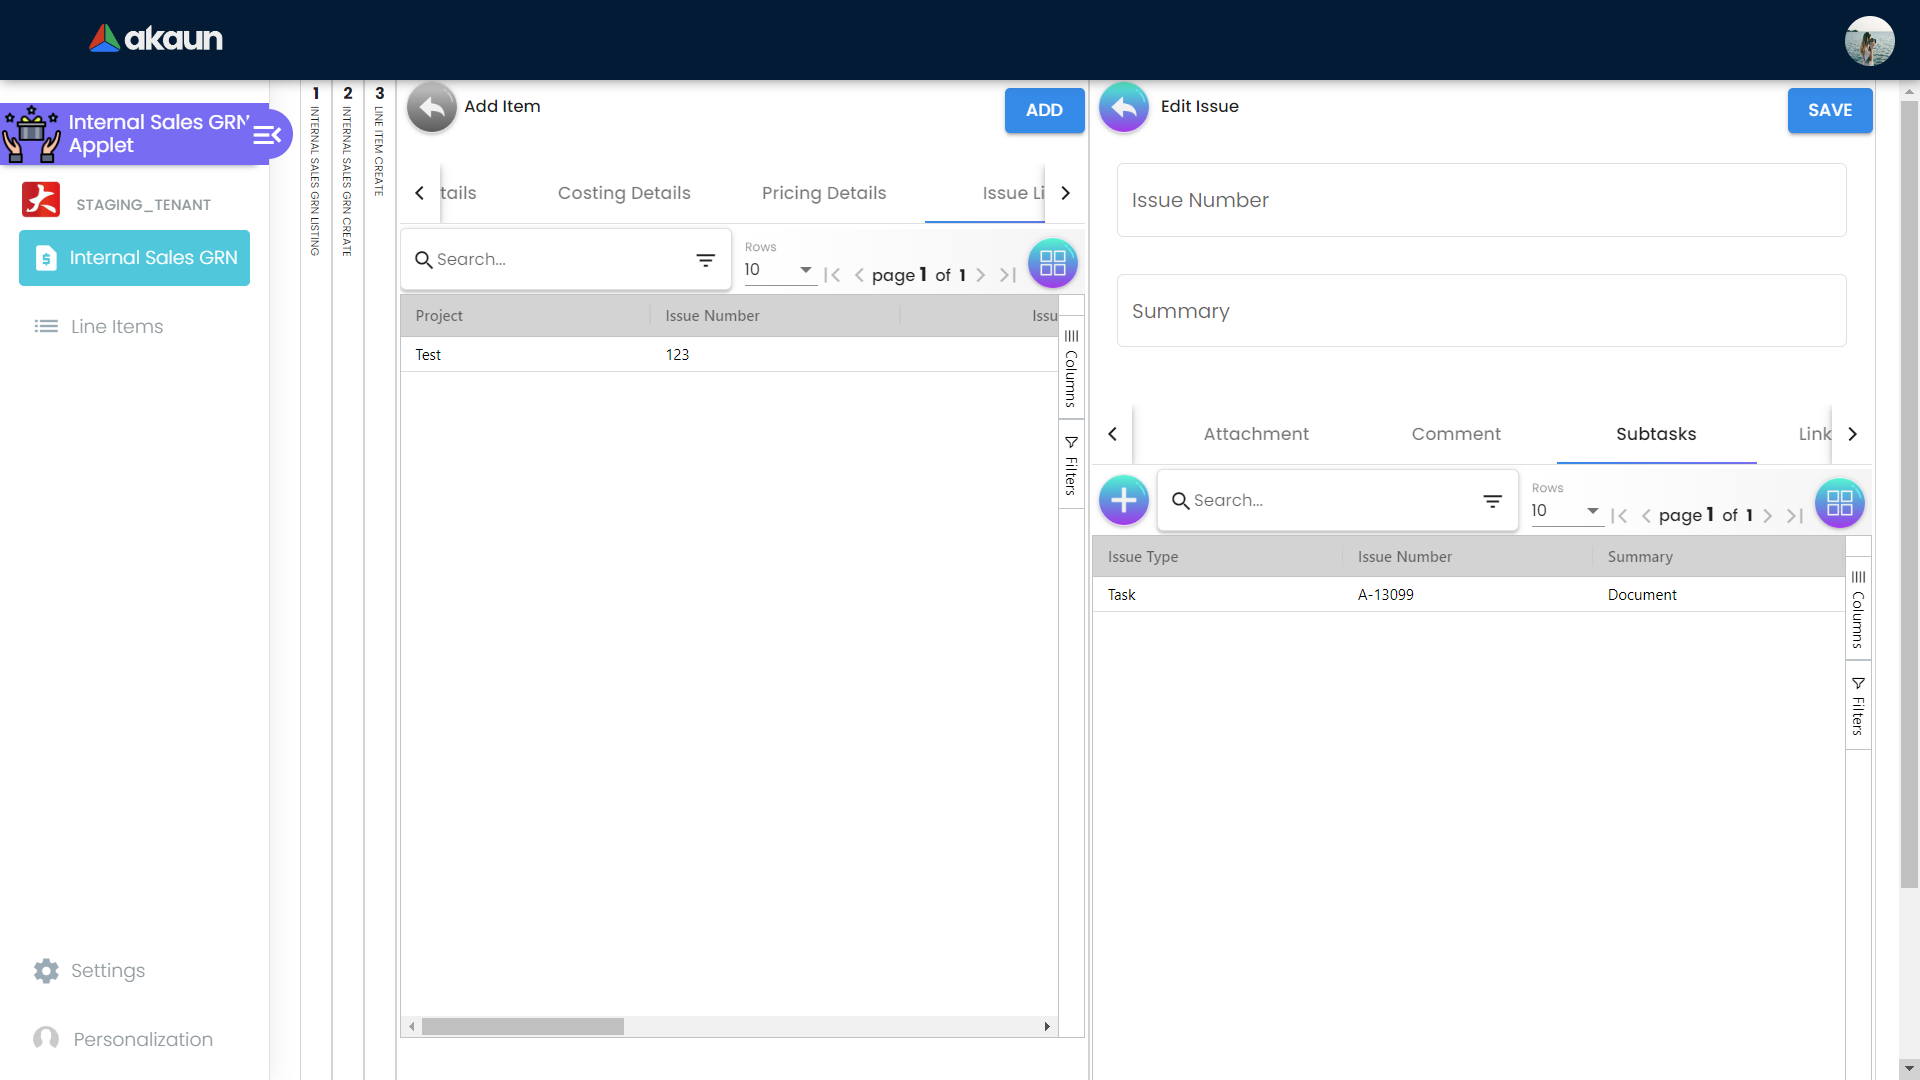 akaun
Internal Sales GRN
Applet
STAGING_TENANT
Internal Sales GRN
Line Items
Settings
Personalization
1 INTERNAL SALES GRN LISTING
2 INTERNAL SALES GRN CREATE
3 LINE ITEM CREATE
Add Item
ADD
tails Costing Details Pricing Details Issue Li
Search... Rows 10 page 1 of 1
Project Issue Number Issu
Test 123
Columns
Filters
Edit Issue
SAVE
Issue Number
Summary
Attachment Comment Subtasks Link
Search... Rows 10 page 1 of 1
Issue Type Issue Number Summary
Task A-13099 Document
Columns
Filters